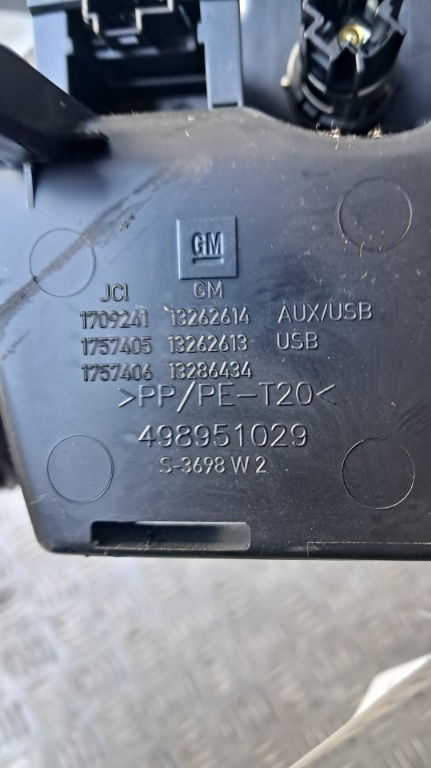 GM
JCI GM
1709241 13262614 AUX/USB
1757405 13262613 USB
1757406 13286434
>PP/PE-T20<
498951029
S-3698 W 2